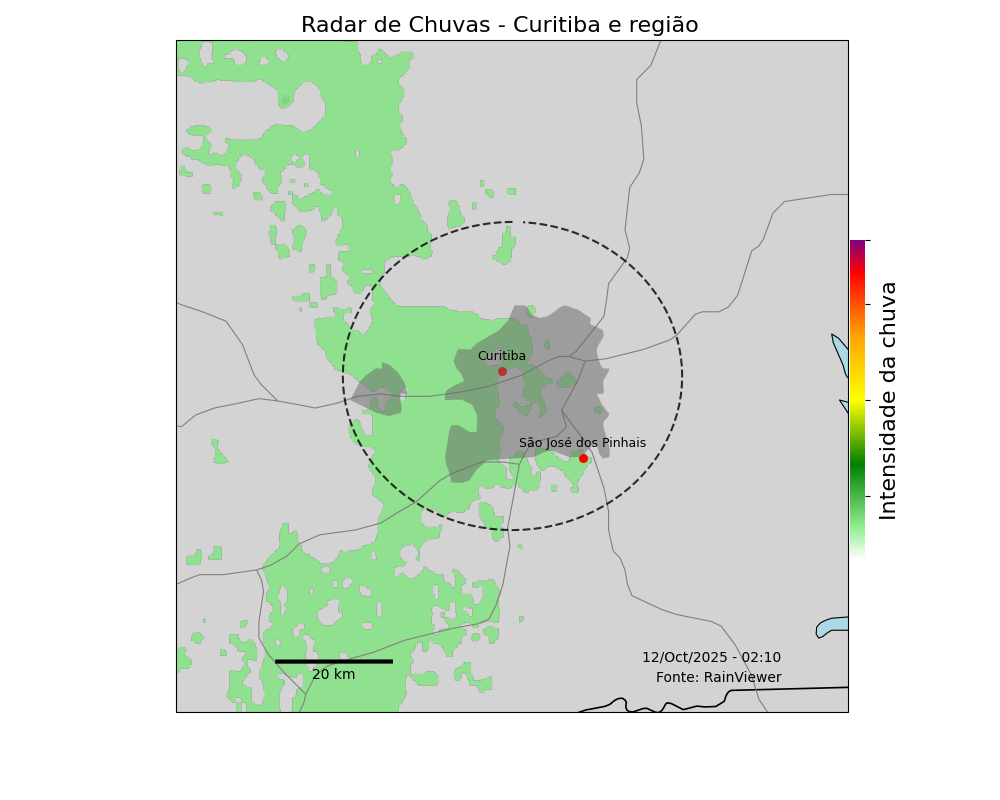 Radar de Chuvas - Curitiba e região
Curitiba
São José dos Pinhais
Intensidade da chuva
12/Oct/2025 - 02:10
Fonte: RainViewer
20 km